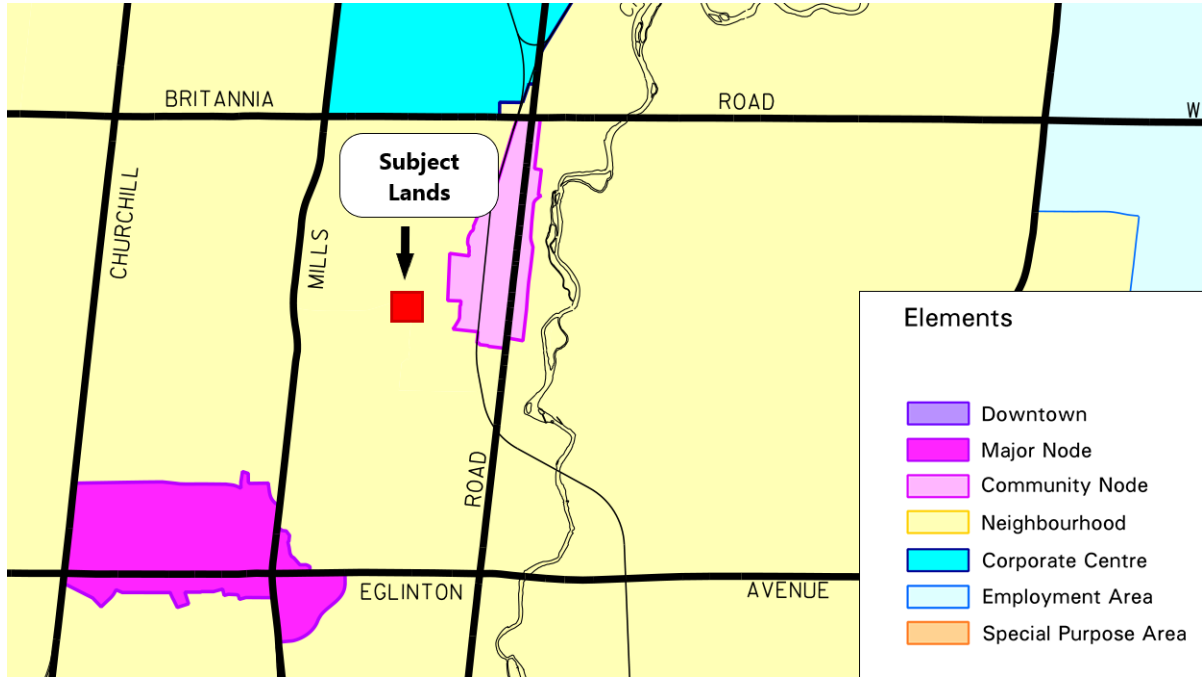 BRITANNIA
ROAD
W
Subject
Lands
CHURCHILL
MILLS
ROAD
EGLINTON
AVENUE
Elements
Downtown
Major Node
Community Node
Neighbourhood
Corporate Centre
Employment Area
Special Purpose Area